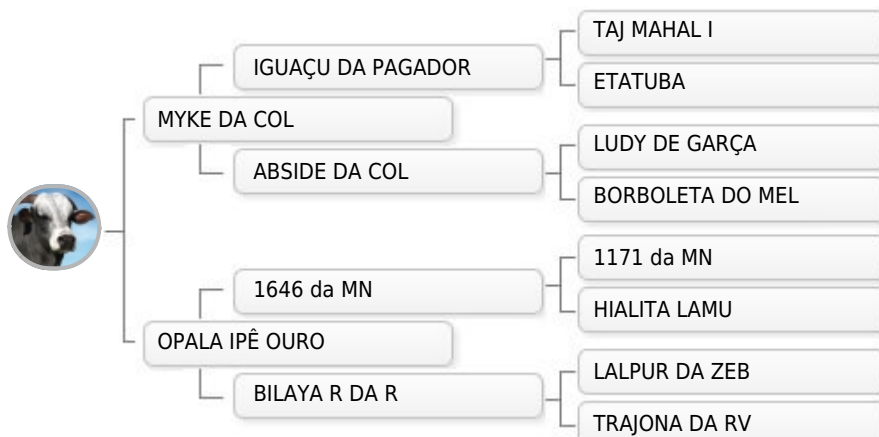 TAJ MAHAL I
IGUAÇU DA PAGADOR
ETATUBA
MYKE DA COL
LUDY DE GARÇA
ABSIDE DA COL
BORBOLETA DO MEL
1171 da MN
1646 da MN
HIALITA LAMU
OPALA IPÊ OURO
LALPUR DA ZEB
BILAYA R DA R
TRAJONA DA RV